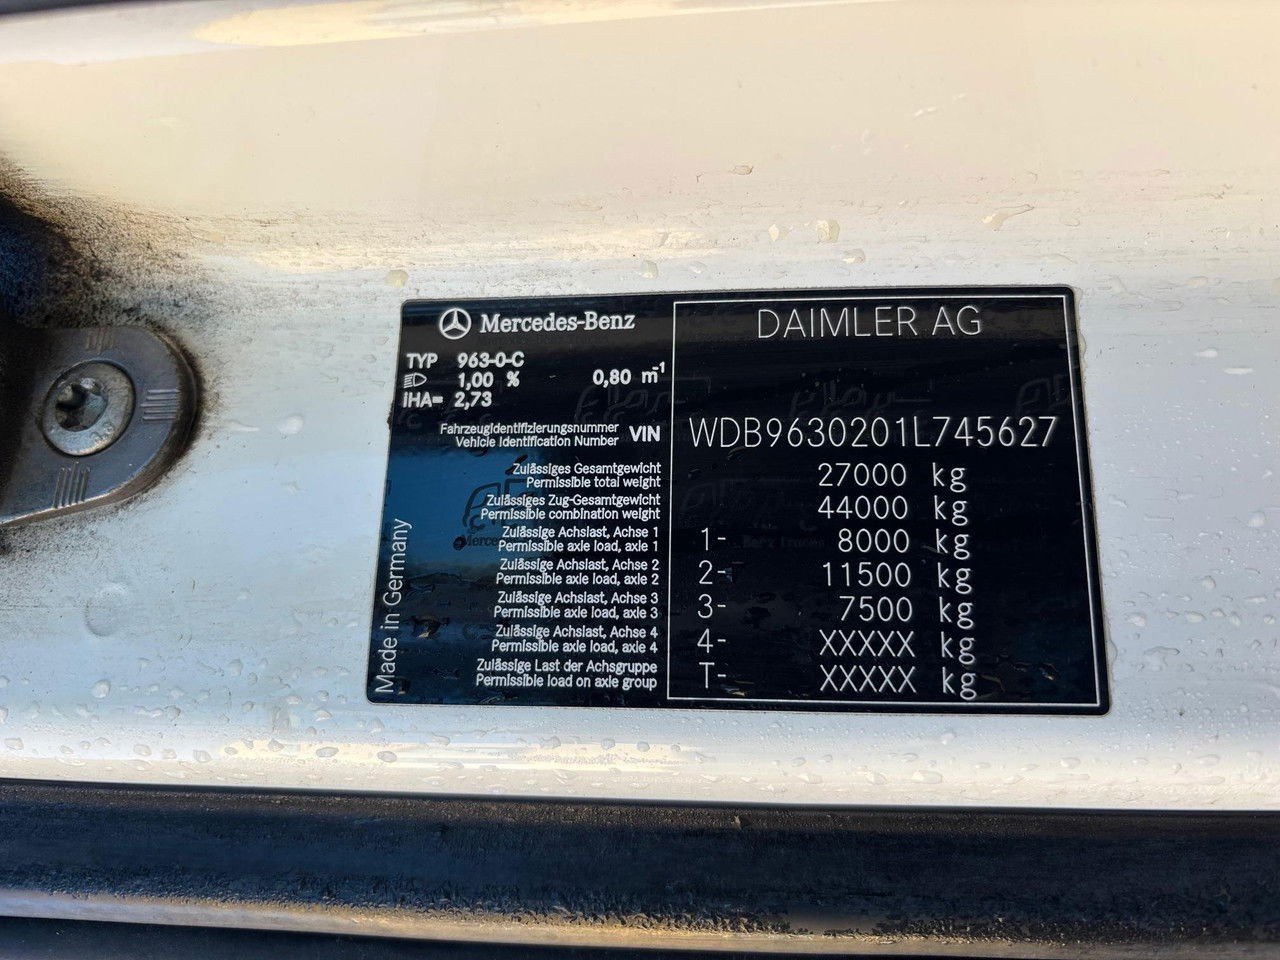 Mercedes-Benz
TYP 963-0-C
1,00 % 0,80 m-1
iHA= 2,73
DAIMLER AG
Fahrzeugidentifizierungsnummer
Vehicle Identification Number VIN WDB9630201L745627
Zulässiges Gesamtgewicht
Permissible total weight 27000 kg
Zulässiges Zug-Gesamtgewicht
Permissible combination weight 44000 kg
Zulässige Achslast, Achse 1
Permissible axle load, axle 1 1- 8000 kg
Zulässige Achslast, Achse 2
Permissible axle load, axle 2 2- 11500 kg
Zulässige Achslast, Achse 3
Permissible axle load, axle 3 3- 7500 kg
Zulässige Achslast, Achse 4
Permissible axle load, axle 4 4- XXXXX kg
Zulässige Last der Achsgruppe
Permissible load on axle group T- XXXXX kg
Made in Germany